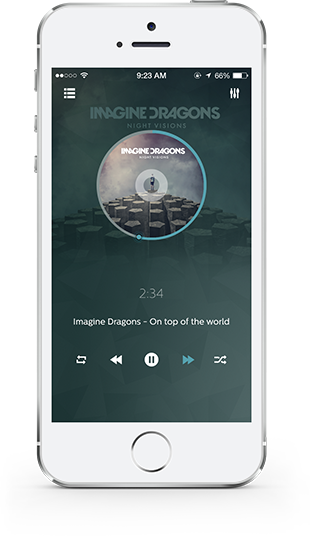 9:23 AM
66%
IMAGINE DRAGONS
NIGHT VISIONS
IMAGINE DRAGONS
NIGHT VISIONS
2:34
Imagine Dragons - On top of the world